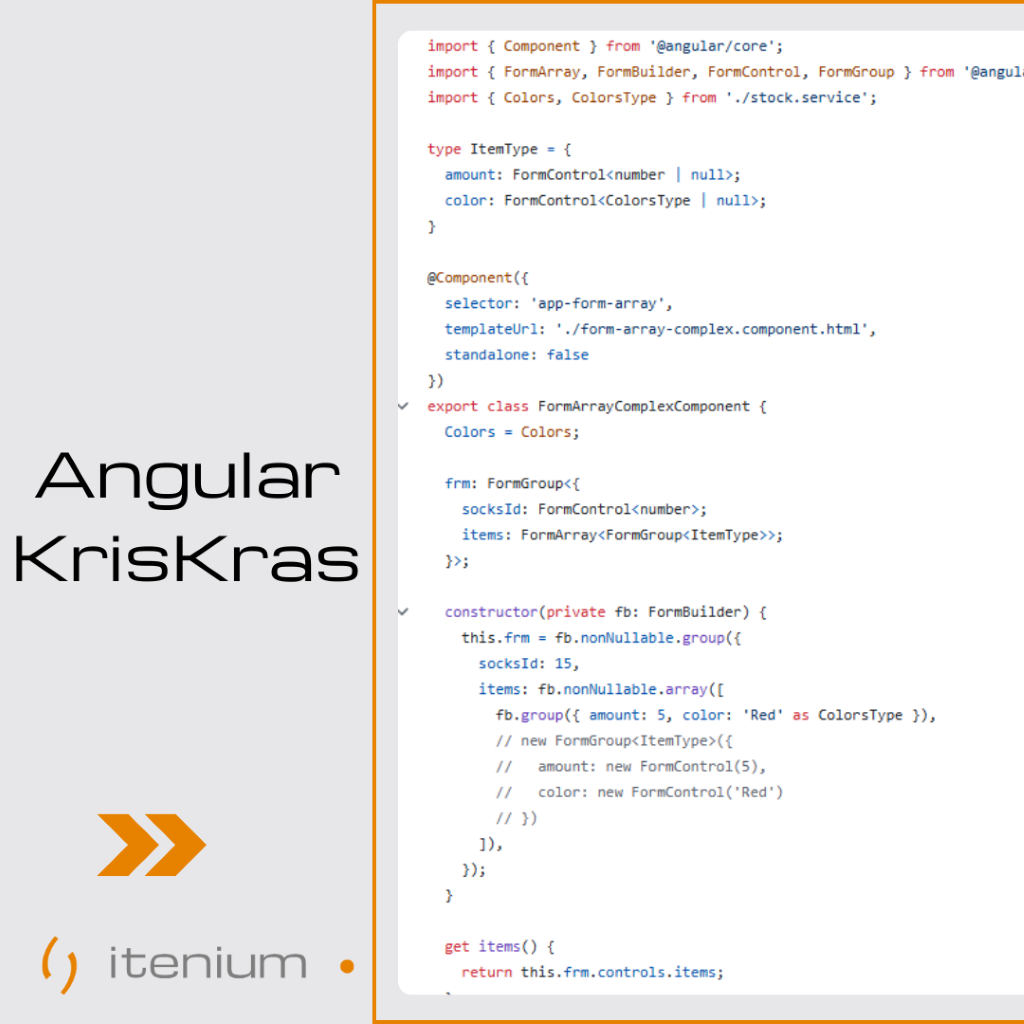 Angular
KrisKras
itenium
import { Component } from '@angular/core';
import { FormArray, FormBuilder, FormControl, FormGroup } from '@angula
import { Colors, ColorsType } from './stock.service';
type ItemType = {
  amount: FormControl<number | null>;
  color: FormControl<ColorsType | null>;
}
@Component({
  selector: 'app-form-array',
  templateUrl: './form-array-complex.component.html',
  standalone: false
})
export class FormArrayComplexComponent {
  Colors = Colors;
  frm: FormGroup<{
    socksId: FormControl<number>;
    items: FormArray<FormGroup<ItemType>>;
  }>;
  constructor(private fb: FormBuilder) {
    this.frm = fb.nonNullable.group({
      socksId: 15,
      items: fb.nonNullable.array([
        fb.group({ amount: 5, color: 'Red' as ColorsType }),
        // new FormGroup<ItemType>({
        //   amount: new FormControl(5),
        //   color: new FormControl('Red')
        // })
      ]),
    });
  }
  get items() {
    return this.frm.controls.items;